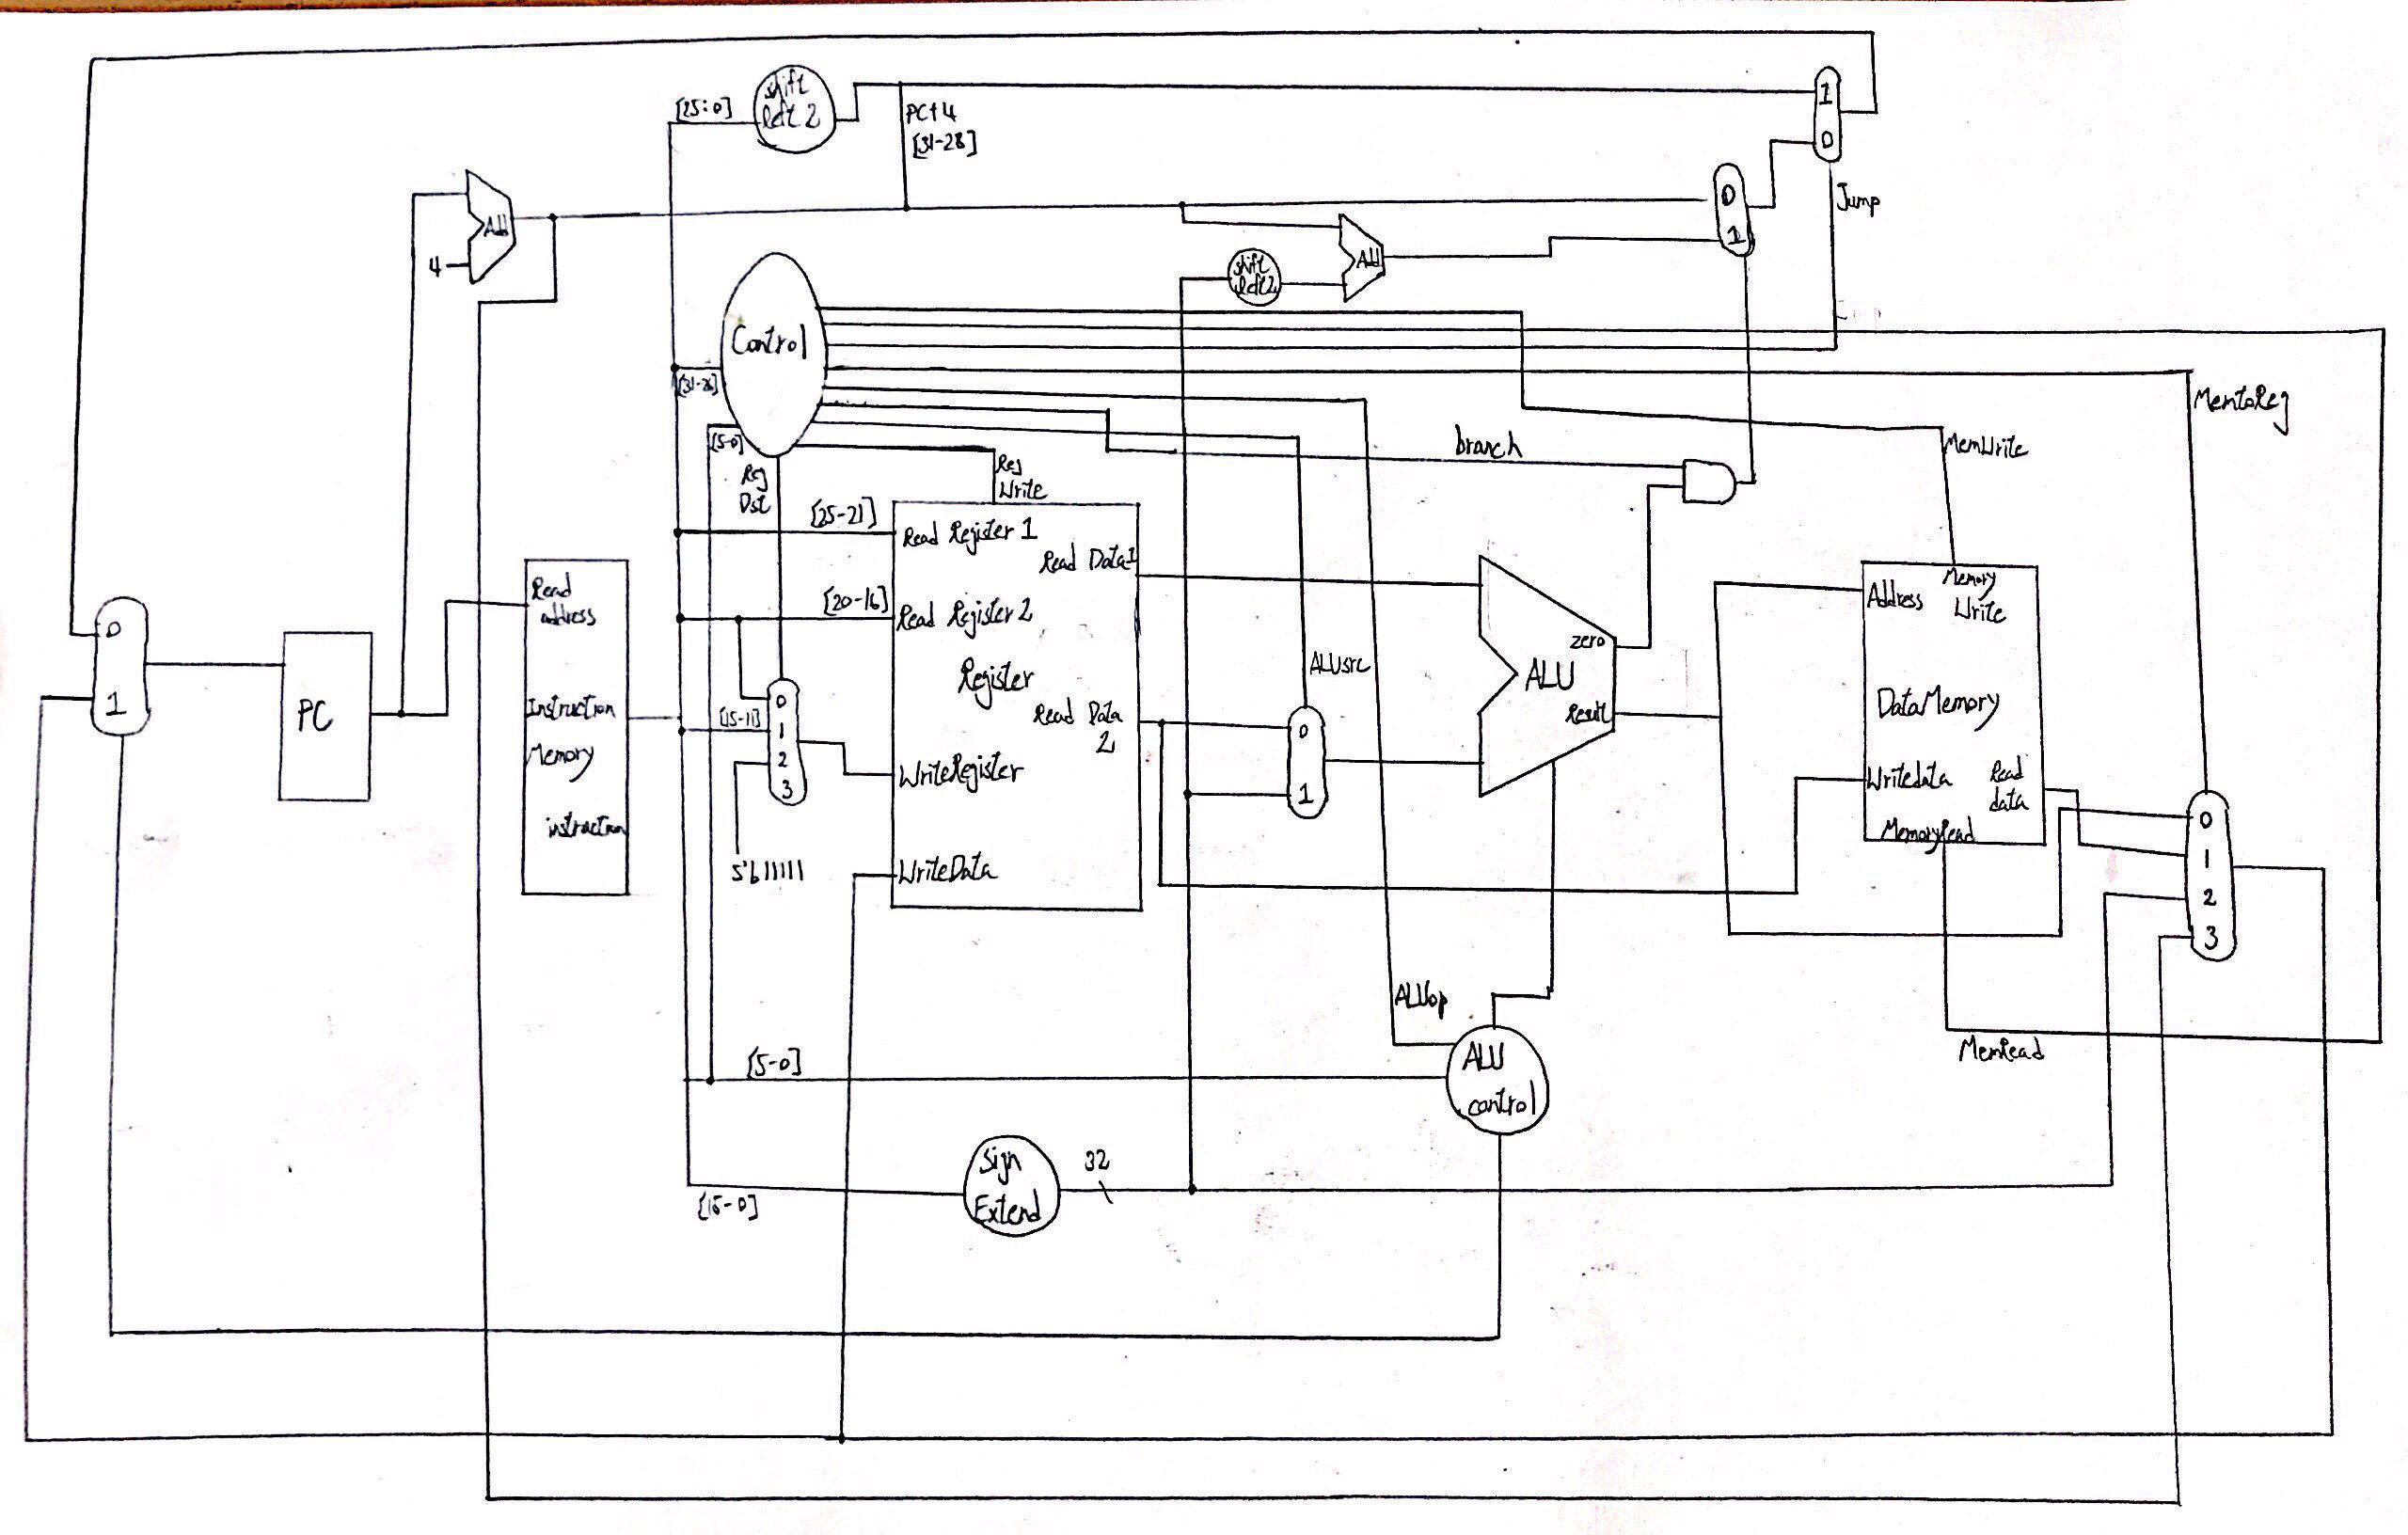 shift
left 2
[25:0]
PC+4
[31-28]
1
0
Jump
Add
4
0
1
shift
left2
Add
Control
[31-26]
[5-0]
Reg
Dst
Reg
Write
branch
MemWrite
MemtoReg
0
1
PC
Read
address
Instruction
Memory
instruction
[25-21]
Read Register 1
Read Data1
[20-16]
Read Register 2
Register
Read Data
2
[15-11]
0
1
2
3
WriteRegister
5'b11111
WriteData
ALUsrc
0
1
zero
ALU
Result
Address
Memory
Write
DataMemory
Writedata
Read
data
MemoryRead
0
1
2
3
ALUop
MemRead
[5-0]
ALU
control
[15-0]
Sign
Extend
32